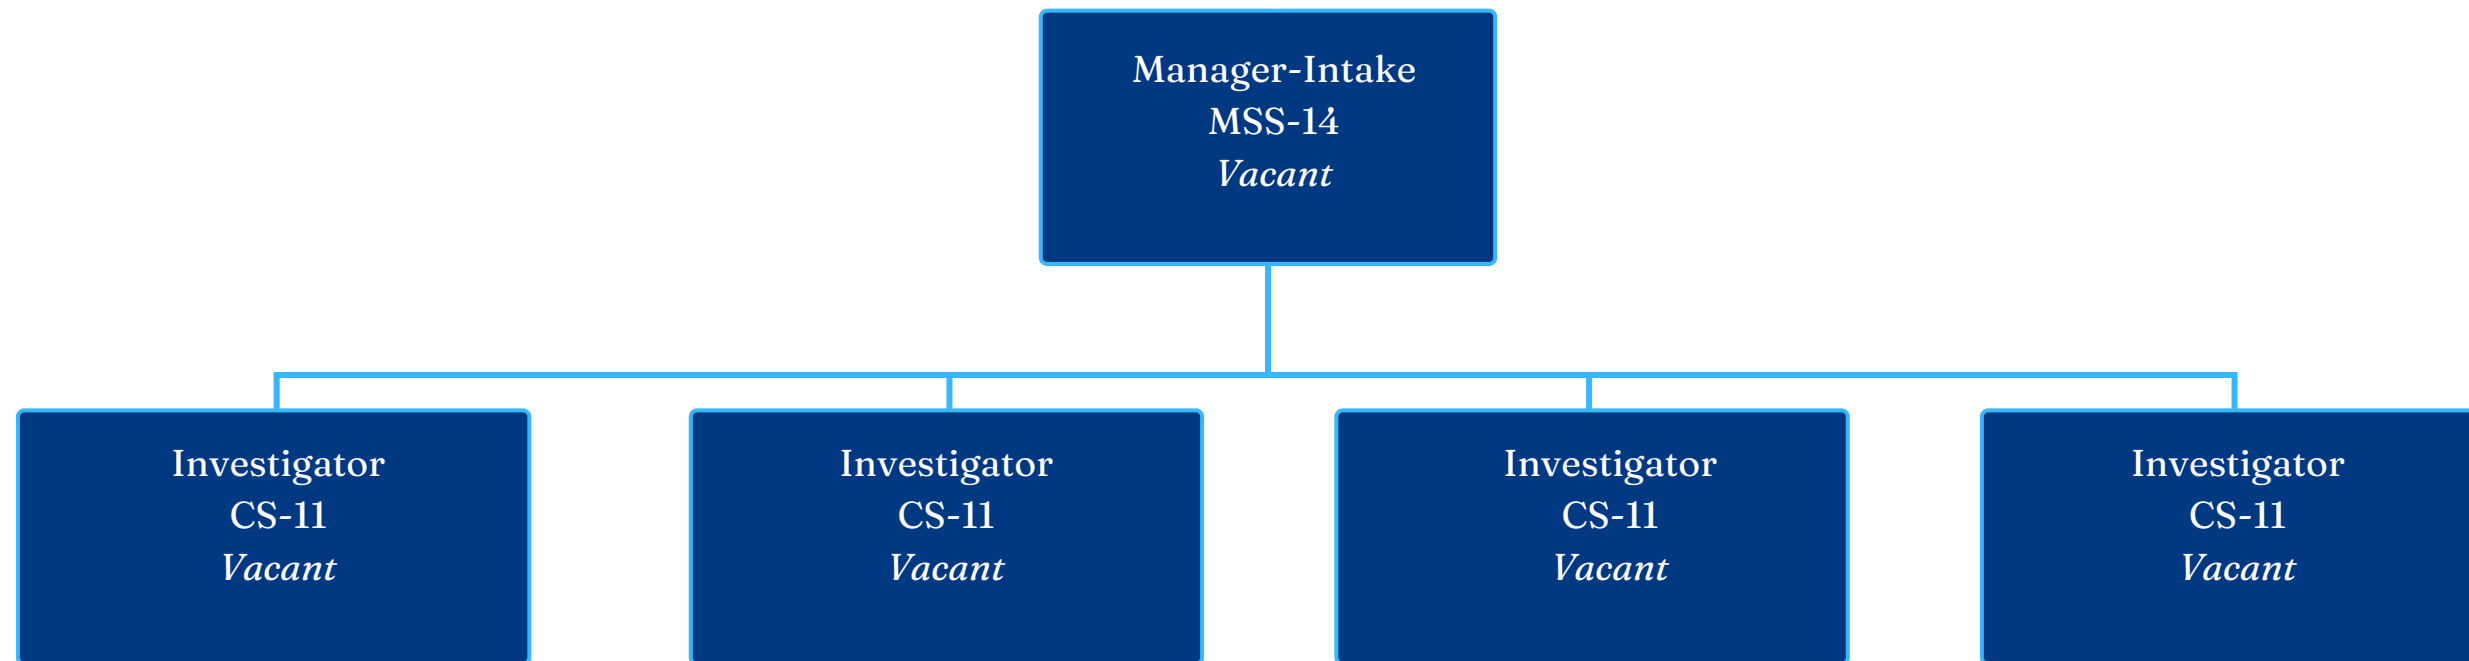 Manager-Intake
MSS-14
Vacant
Investigator
CS-11
Vacant
Investigator
CS-11
Vacant
Investigator
CS-11
Vacant
Investigator
CS-11
Vacant